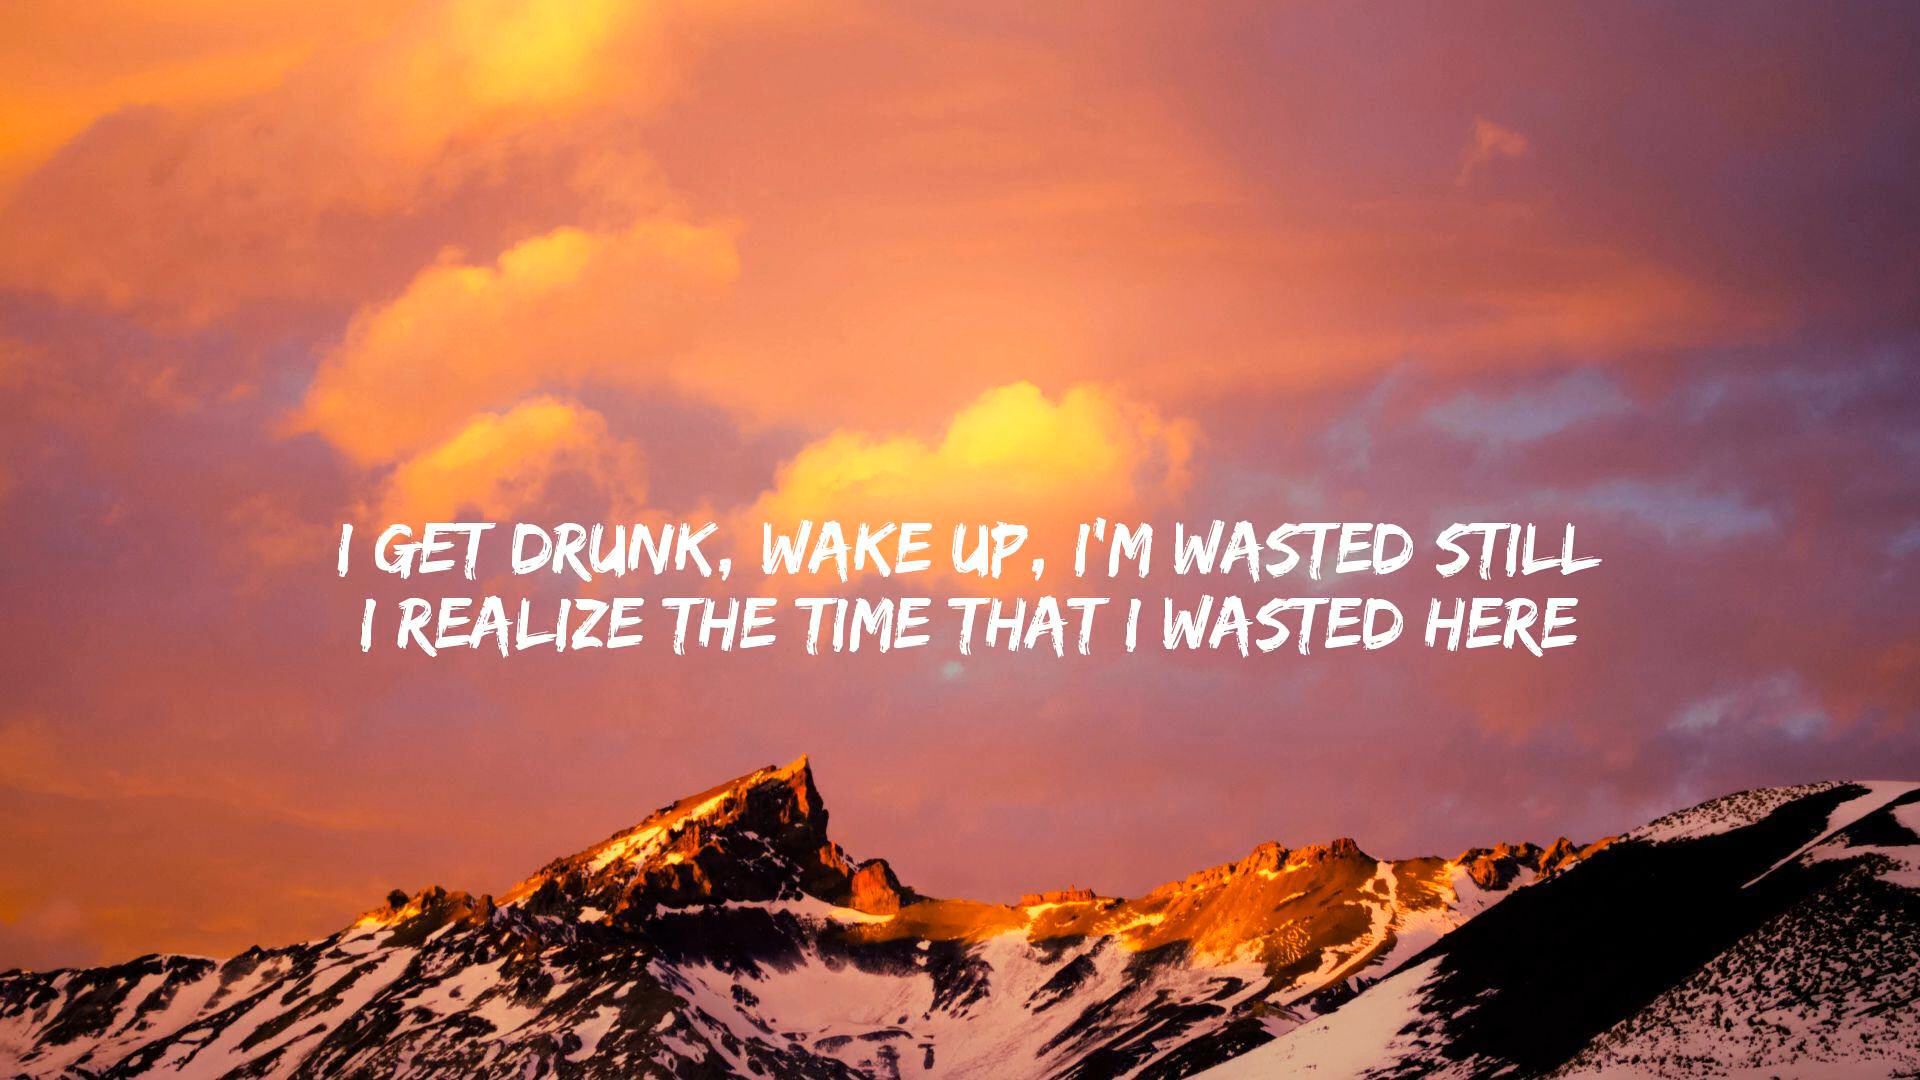 I GET DRUNK, WAKE UP, I'M WASTED STILL
I REALIZE THE TIME THAT I WASTED HERE